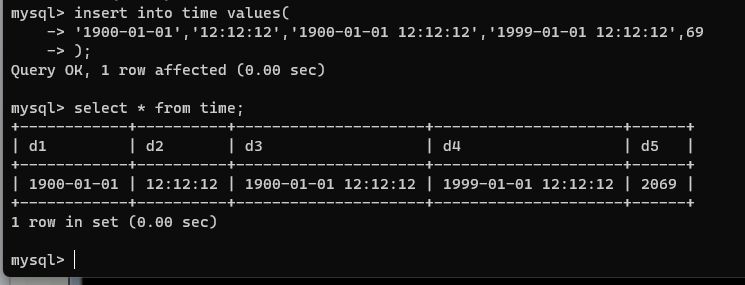 mysql> insert into time values(
    -> '1900-01-01','12:12:12','1900-01-01 12:12:12','1999-01-01 12:12:12',69
    -> );
Query OK, 1 row affected (0.00 sec)
mysql> select * from time;
+------------+----------+---------------------+---------------------+------+
| d1         | d2       | d3                  | d4                  | d5   |
+------------+----------+---------------------+---------------------+------+
| 1900-01-01 | 12:12:12 | 1900-01-01 12:12:12 | 1999-01-01 12:12:12 | 2069 |
+------------+----------+---------------------+---------------------+------+
1 row in set (0.00 sec)
mysql>